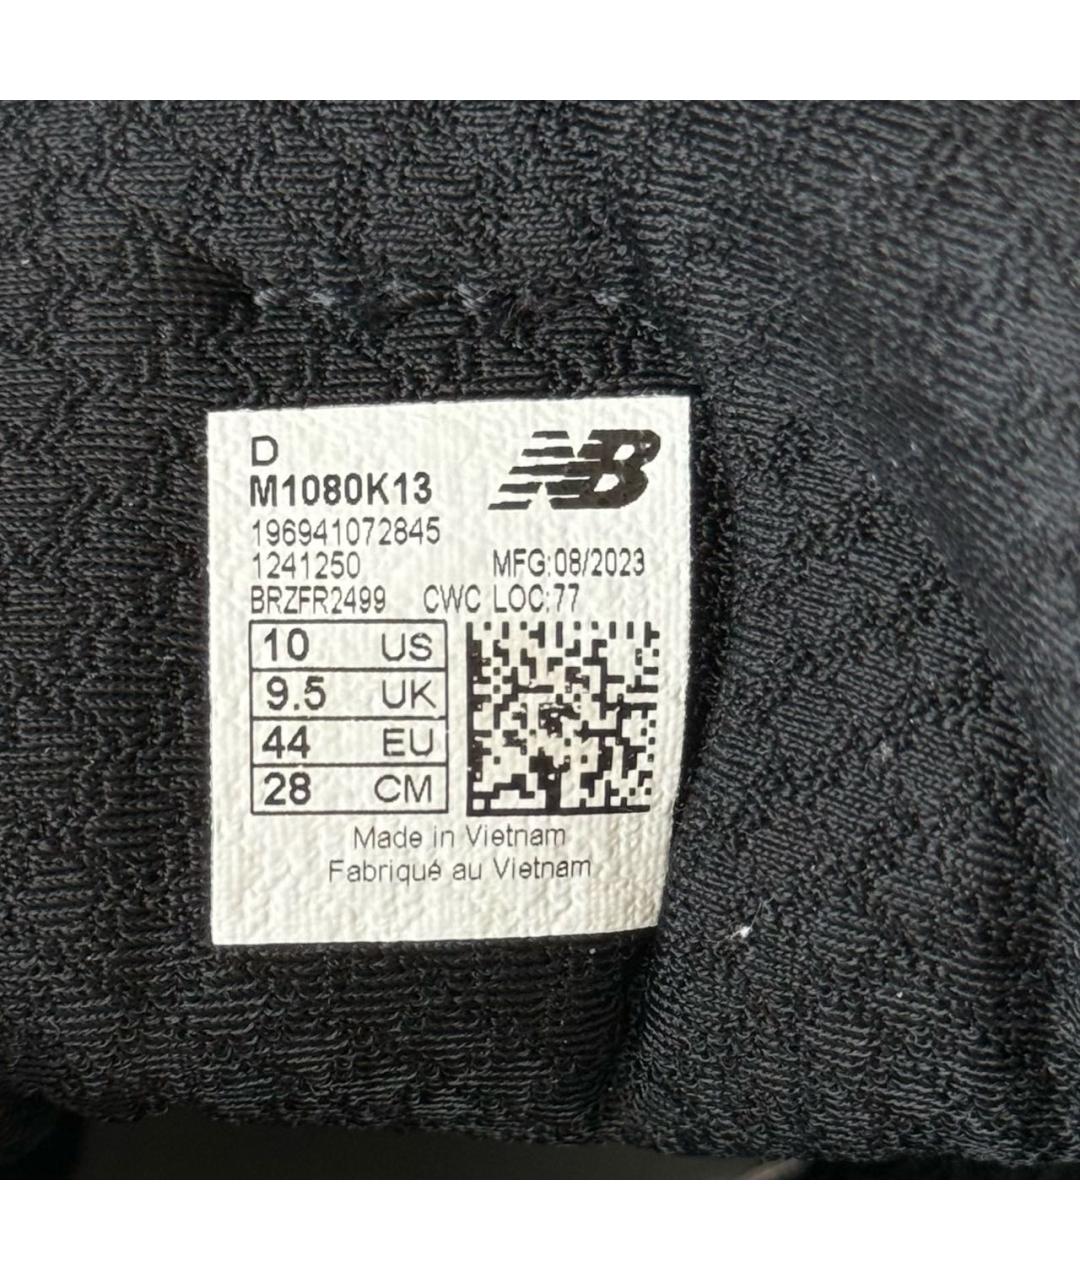 D
NB
M1080K13
196941072845
1241250 MFG:08/2023
BRZFR2499 CWC LOC:77
10 US
9.5 UK
44 EU
28 CM
Made in Vietnam
Fabriqué au Vietnam